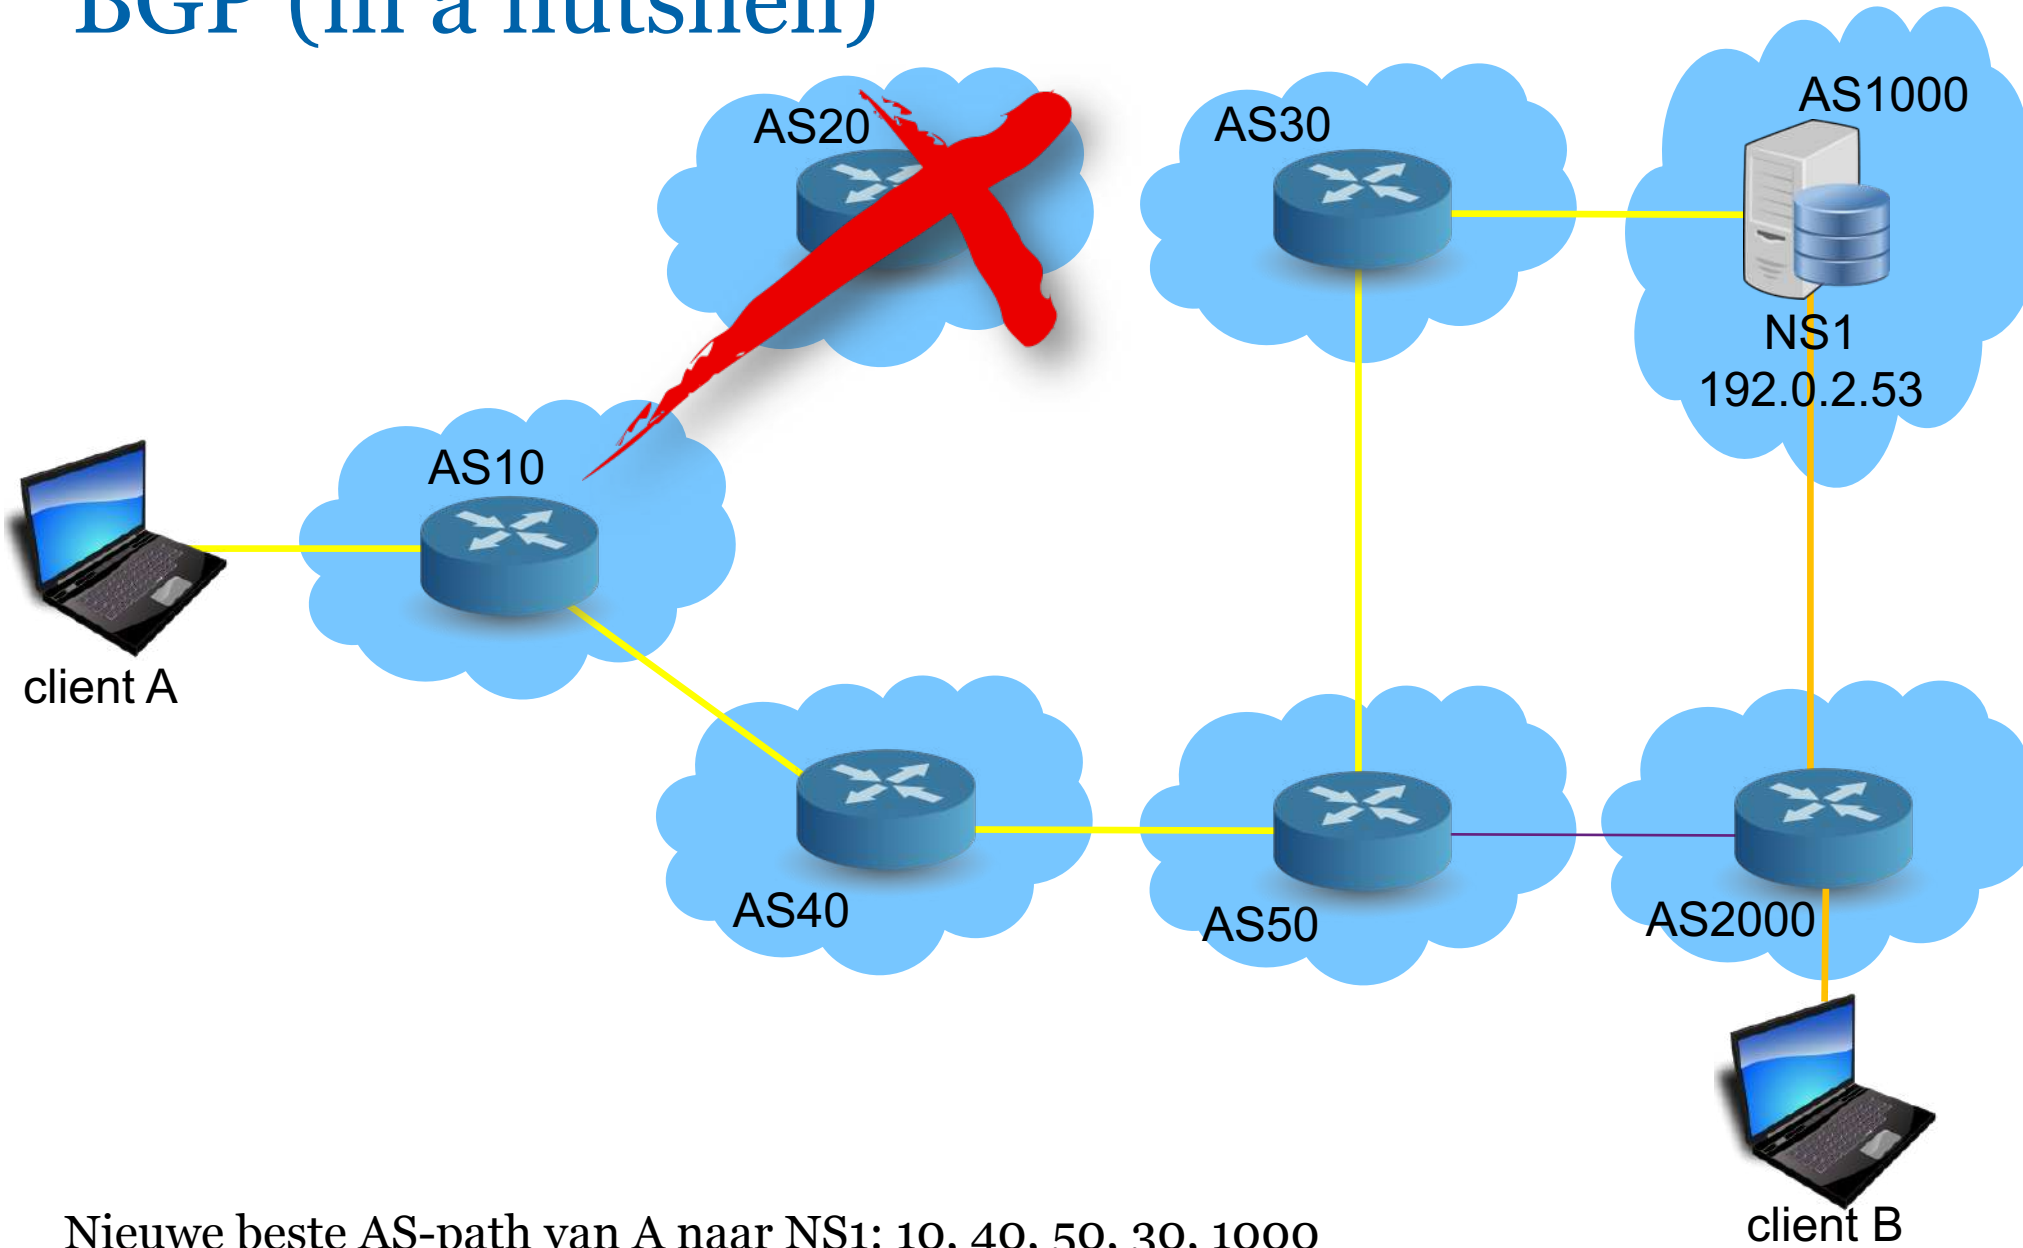 BGP (in a nutshell)
AS20
AS30
AS1000
NS1
192.0.2.53
AS10
client A
AS40
AS50
AS2000
client B
Nieuwe beste AS-path van A naar NS1: 10, 40, 50, 30, 1000